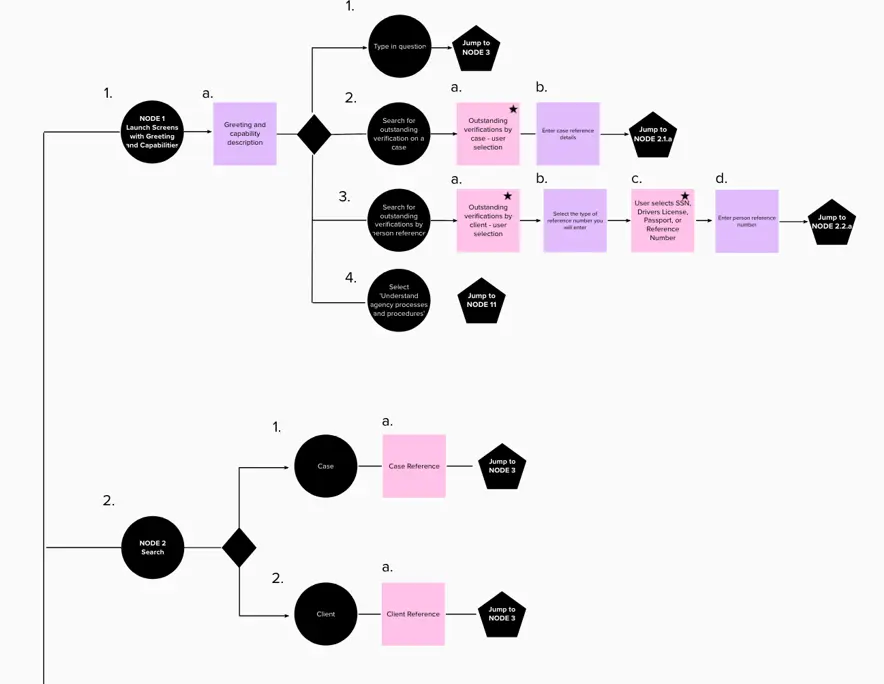 1.
Type in question
Jump to
NODE 3
1.
NODE 1
Launch Screens
with Greeting
and Capabilities
a.
Greeting and
capability
description
2.
Search for
outstanding
verification on a
case
a.
Outstanding
verifications by
case - user
selection
b.
Enter case reference
details
Jump to
NODE 2.1.a
3.
Search for
outstanding
verifications by
person reference
a.
Outstanding
verifications by
client - user
selection
b.
Select the type of
reference number you
will enter
c.
User selects SSN,
Drivers License,
Passport, or
Reference
Number
d.
Enter person reference
number
Jump to
NODE 2.2.a
4.
Select
'Understand
agency processes
and procedures'
Jump to
NODE 11
2.
NODE 2
Search
1.
Case
a.
Case Reference
Jump to
NODE 3
2.
Client
a.
Client Reference
Jump to
NODE 3